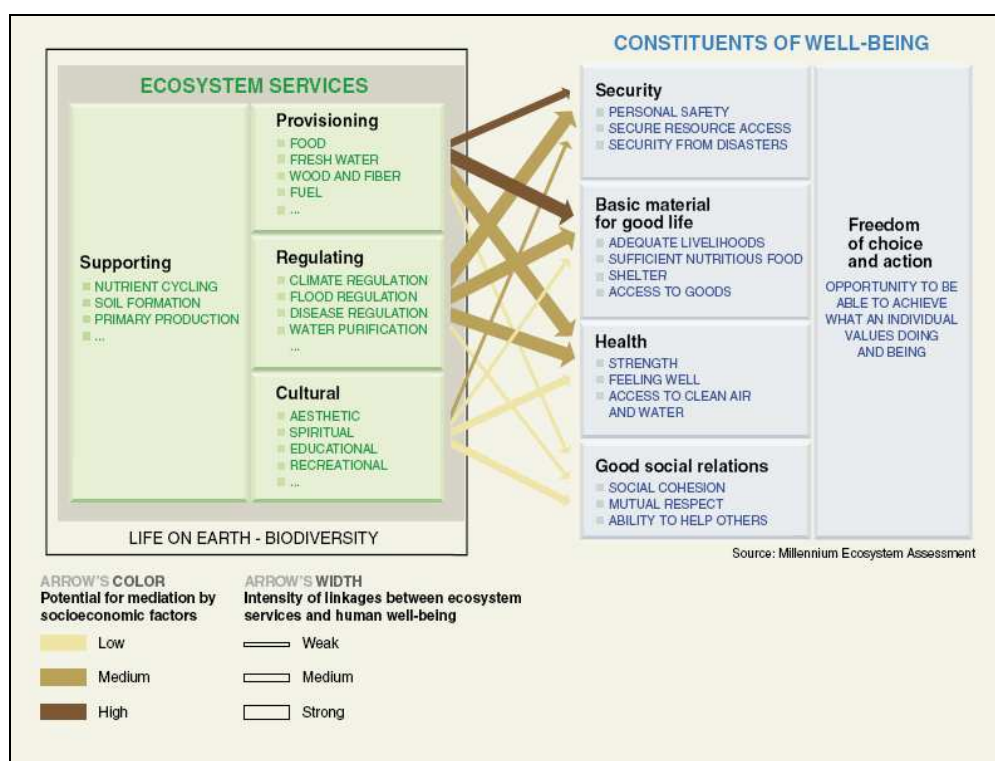 CONSTITUENTS OF WELL-BEING
ECOSYSTEM SERVICES
Supporting
NUTRIENT CYCLING
SOIL FORMATION
PRIMARY PRODUCTION
...
Provisioning
FOOD
FRESH WATER
WOOD AND FIBER
FUEL
...
Regulating
CLIMATE REGULATION
FLOOD REGULATION
DISEASE REGULATION
WATER PURIFICATION
...
Cultural
AESTHETIC
SPIRITUAL
EDUCATIONAL
RECREATIONAL
...
LIFE ON EARTH - BIODIVERSITY
Security
PERSONAL SAFETY
SECURE RESOURCE ACCESS
SECURITY FROM DISASTERS
Basic material
for good life
ADEQUATE LIVELIHOODS
SUFFICIENT NUTRITIOUS FOOD
SHELTER
ACCESS TO GOODS
Health
STRENGTH
FEELING WELL
ACCESS TO CLEAN AIR
AND WATER
Good social relations
SOCIAL COHESION
MUTUAL RESPECT
ABILITY TO HELP OTHERS
Freedom
of choice
and action
OPPORTUNITY TO BE
ABLE TO ACHIEVE
WHAT AN INDIVIDUAL
VALUES DOING
AND BEING
Source: Millennium Ecosystem Assessment
ARROW'S COLOR
Potential for mediation by
socioeconomic factors
Low
Medium
High
ARROW'S WIDTH
Intensity of linkages between ecosystem
services and human well-being
Weak
Medium
Strong